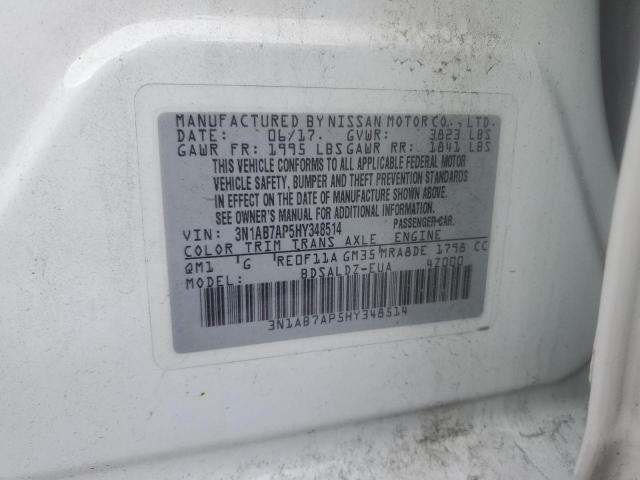 MANUFACTURED BY NISSAN MOTOR CO., LTD.
DATE: 06/17. GVWR: 3823 LBS
GAWR FR: 1995 LBS GAWR RR: 1841 LBS
THIS VEHICLE CONFORMS TO ALL APPLICABLE FEDERAL MOTOR
VEHICLE SAFETY, BUMPER AND THEFT PREVENTION STANDARDS
IN EFFECT ON THE DATE OF MANUFACTURE SHOWN ABOVE.
SEE OWNER'S MANUAL FOR ADDITIONAL INFORMATION.
VIN: 3N1AB7AP5HY348514 PASSENGER-CAR.
COLOR TRIM TRANS AXLE ENGINE
QM1 G RE0F11A GM35 MRA8DE 1798 CC
MODEL: BDSALDZ-EUA 4Z000
3N1AB7AP5HY348514